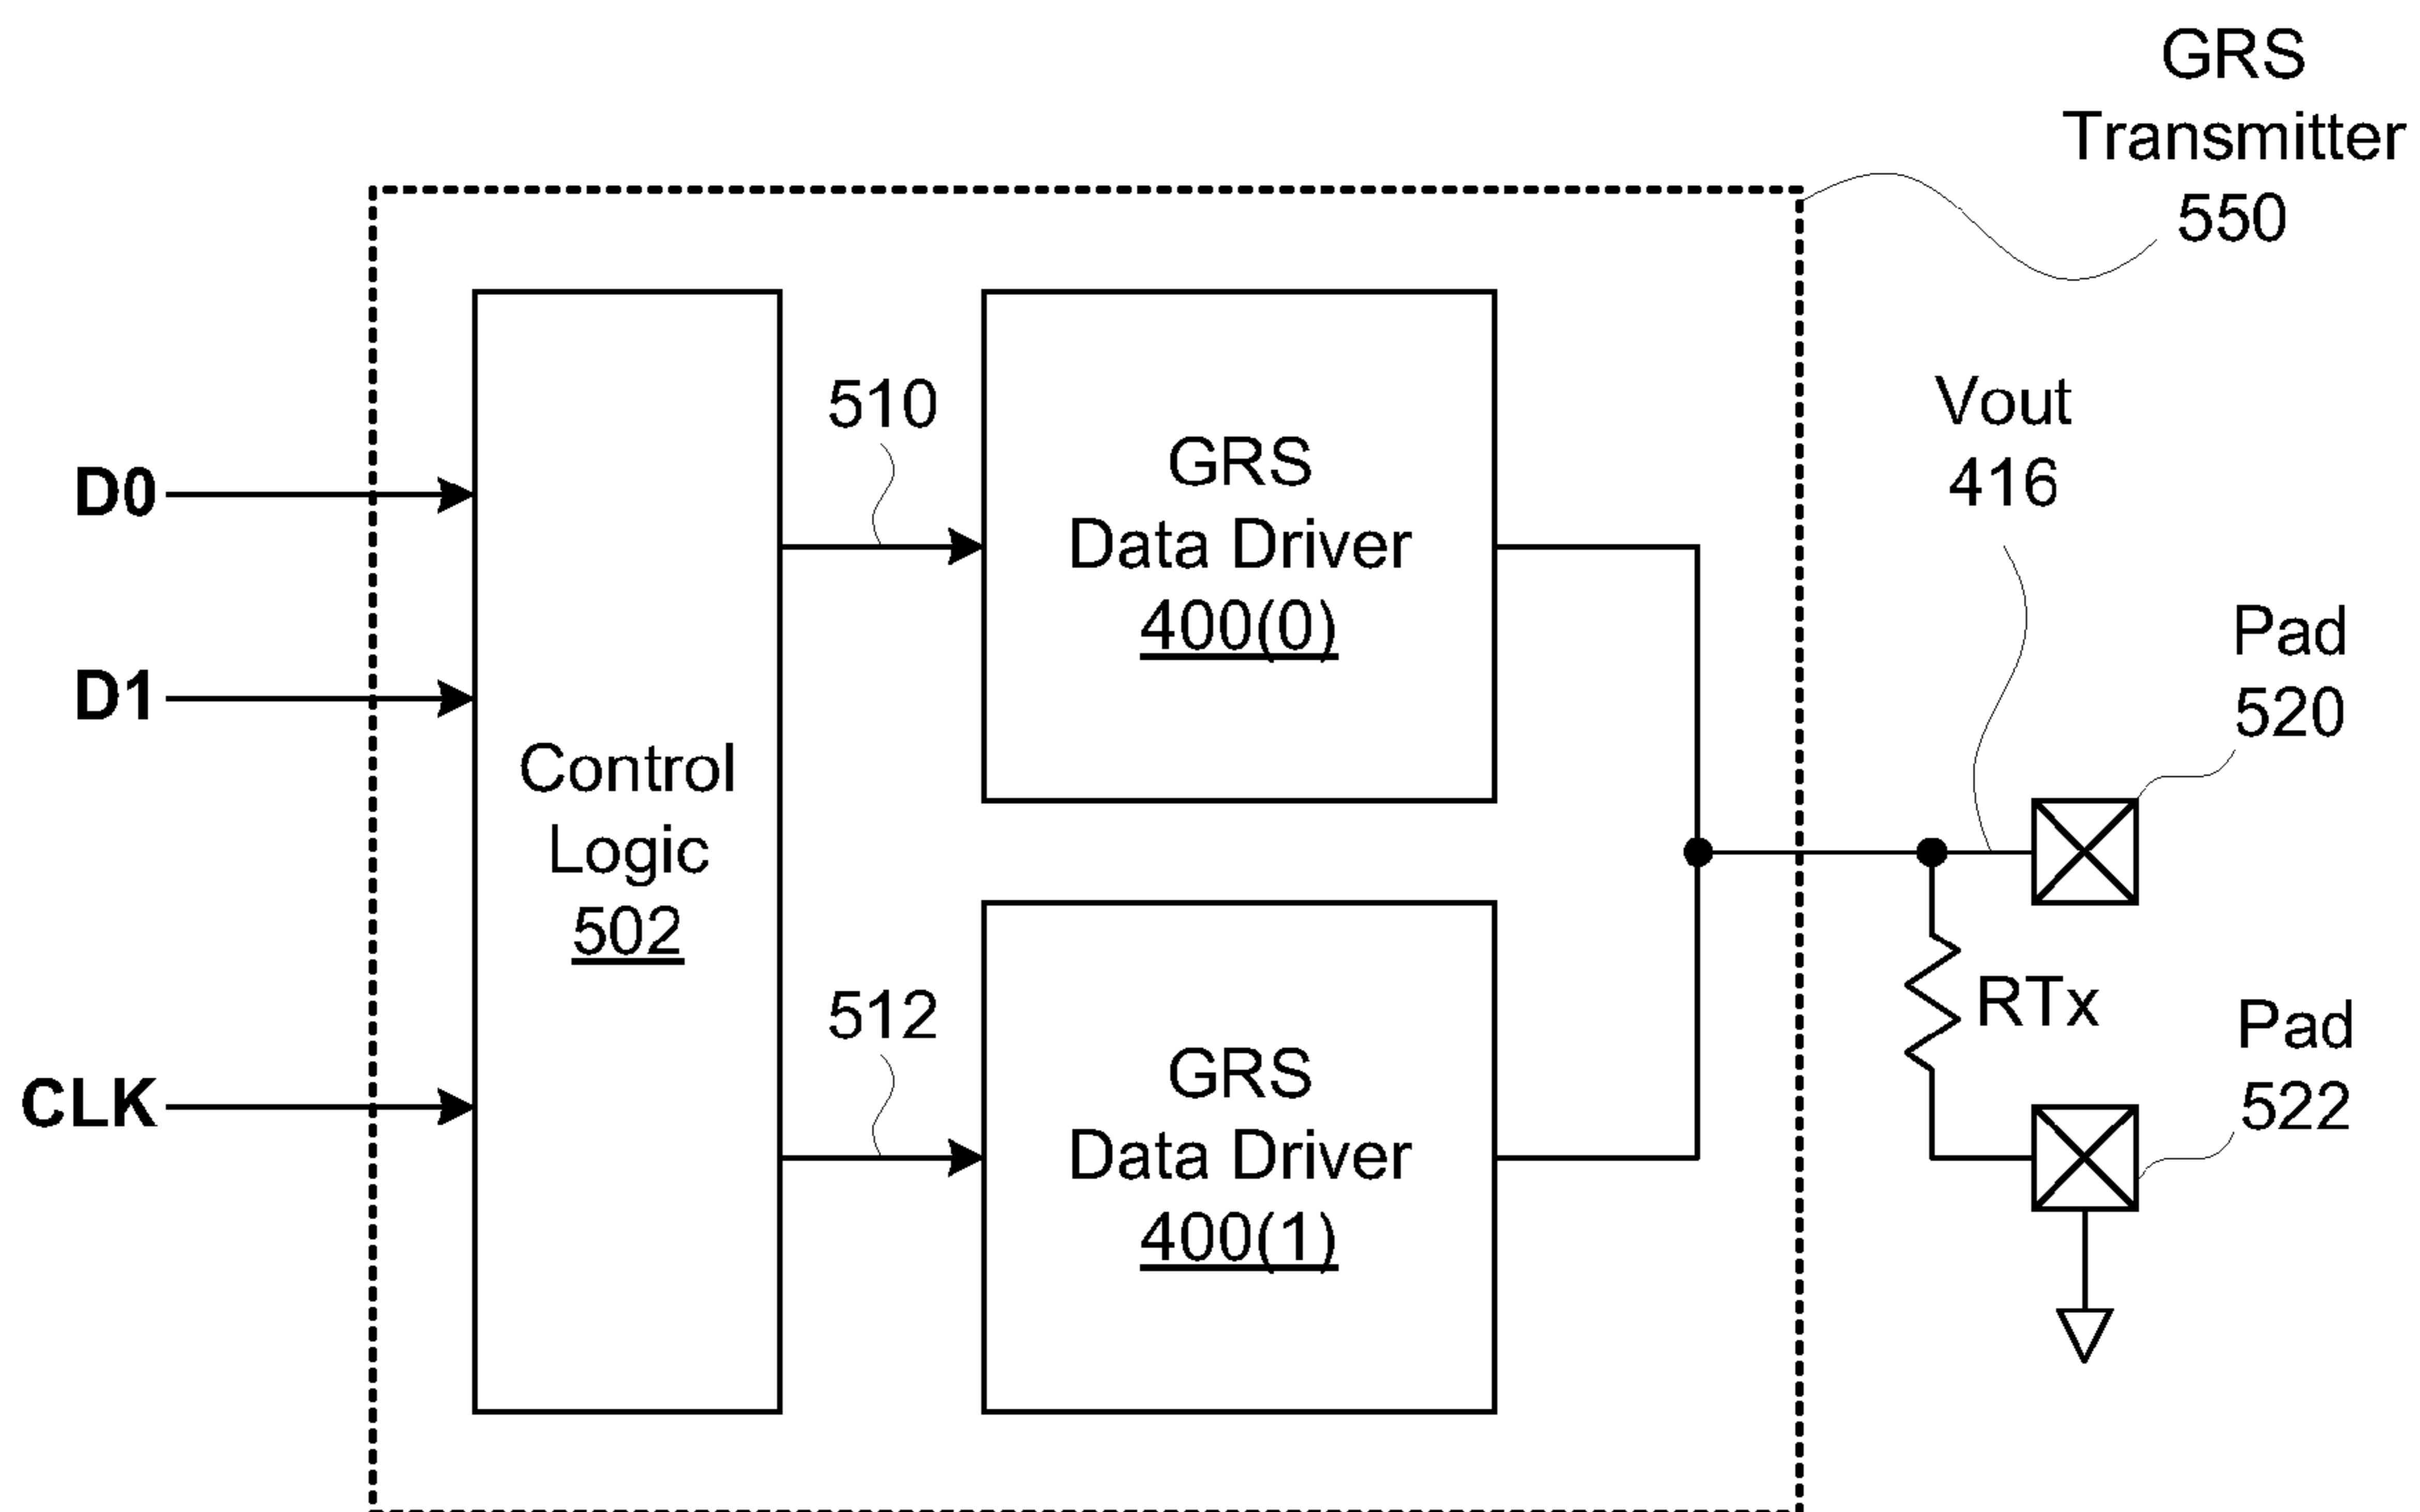 GRS
Transmitter
550
D0
D1
CLK
Control
Logic
502
510
GRS
Data Driver
400(0)
512
GRS
Data Driver
400(1)
Vout
416
Pad
520
RTx
Pad
522